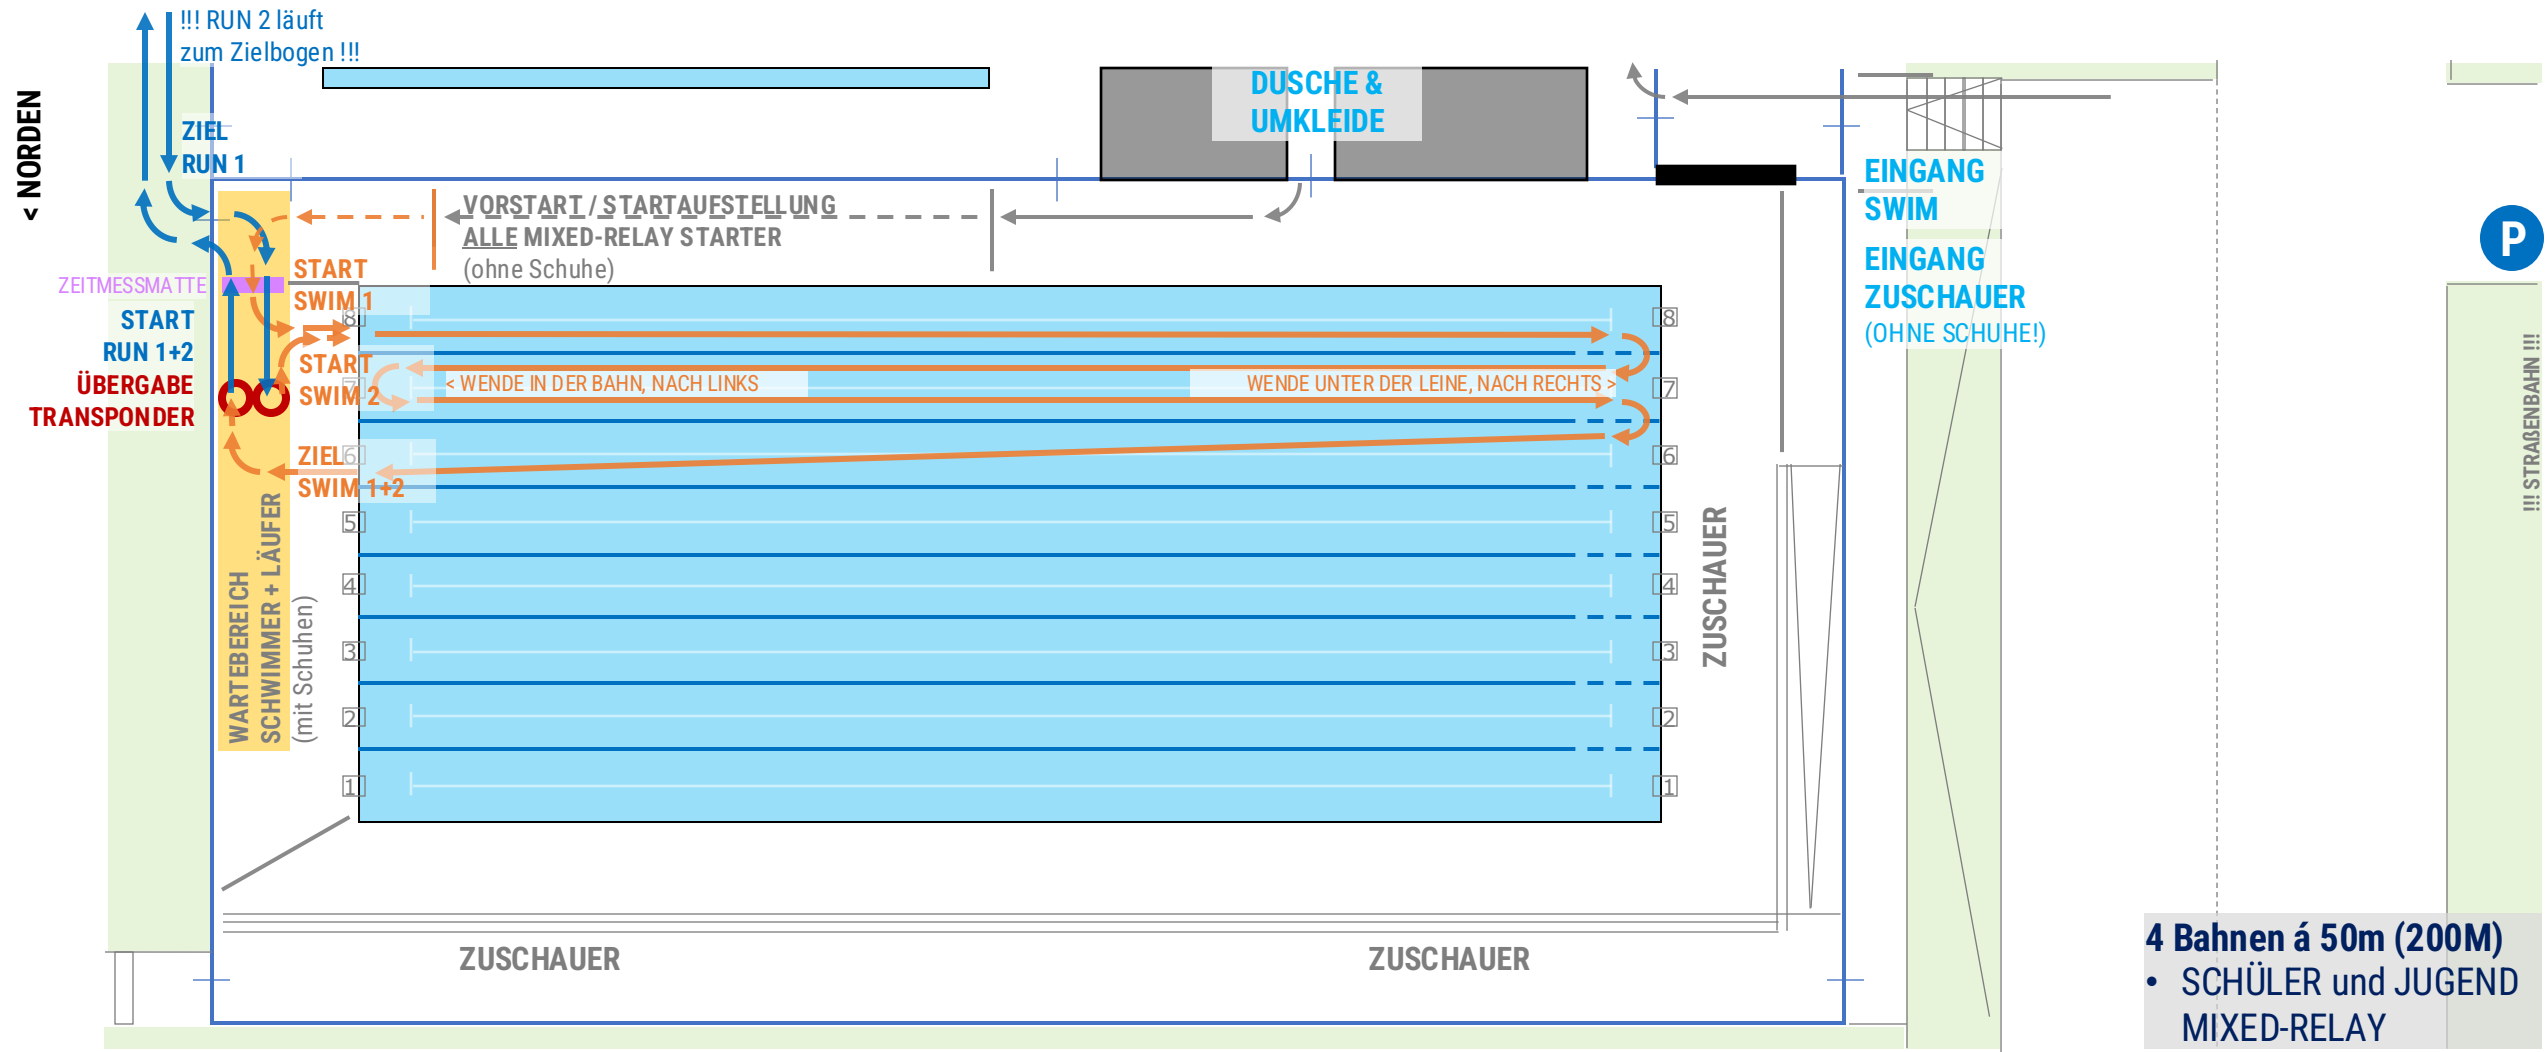 !!! RUN 2 läuft
zum Zielbogen !!!
< NORDEN
ZIEL
RUN 1
DUSCHE &
UMKLEIDE
EINGANG
SWIM
EINGANG
ZUSCHAUER
(OHNE SCHUHE!)
P
!!! STRAßENBAHN !!!
VORSTART / STARTAUFSTELLUNG
ALLE MIXED-RELAY STARTER
(ohne Schuhe)
ZEITMESSMATTE
START
RUN 1+2
ÜBERGABE
TRANSPONDER
START
SWIM 1
START
SWIM 2
ZIEL
SWIM 1+2
< WENDE IN DER BAHN, NACH LINKS
WENDE UNTER DER LEINE, NACH RECHTS >
8
7
6
5
4
3
2
1
8
7
6
5
4
3
2
1
WARTEBEREICH
SCHWIMMER + LÄUFER
(mit Schuhen)
ZUSCHAUER
ZUSCHAUER
ZUSCHAUER
4 Bahnen á 50m (200M)
• SCHÜLER und JUGEND
MIXED-RELAY